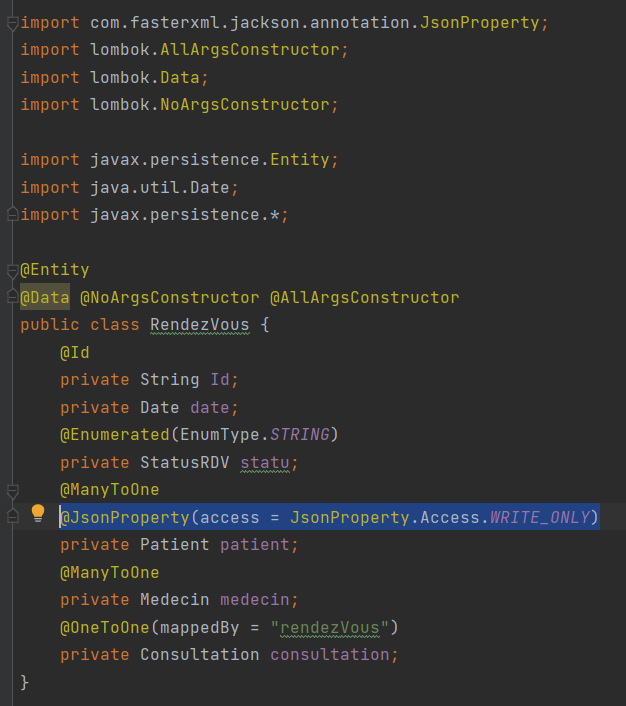 import com.fasterxml.jackson.annotation.JsonProperty;
import lombok.AllArgsConstructor;
import lombok.Data;
import lombok.NoArgsConstructor;

import javax.persistence.Entity;
import java.util.Date;
import javax.persistence.*;

@Entity
@Data @NoArgsConstructor @AllArgsConstructor
public class RendezVous {
    @Id
    private String Id;
    private Date date;
    @Enumerated(EnumType.STRING)
    private StatusRDV statu;
    @ManyToOne
    @JsonProperty(access = JsonProperty.Access.WRITE_ONLY)
    private Patient patient;
    @ManyToOne
    private Medecin medecin;
    @OneToOne(mappedBy = "rendezVous")
    private Consultation consultation;
}